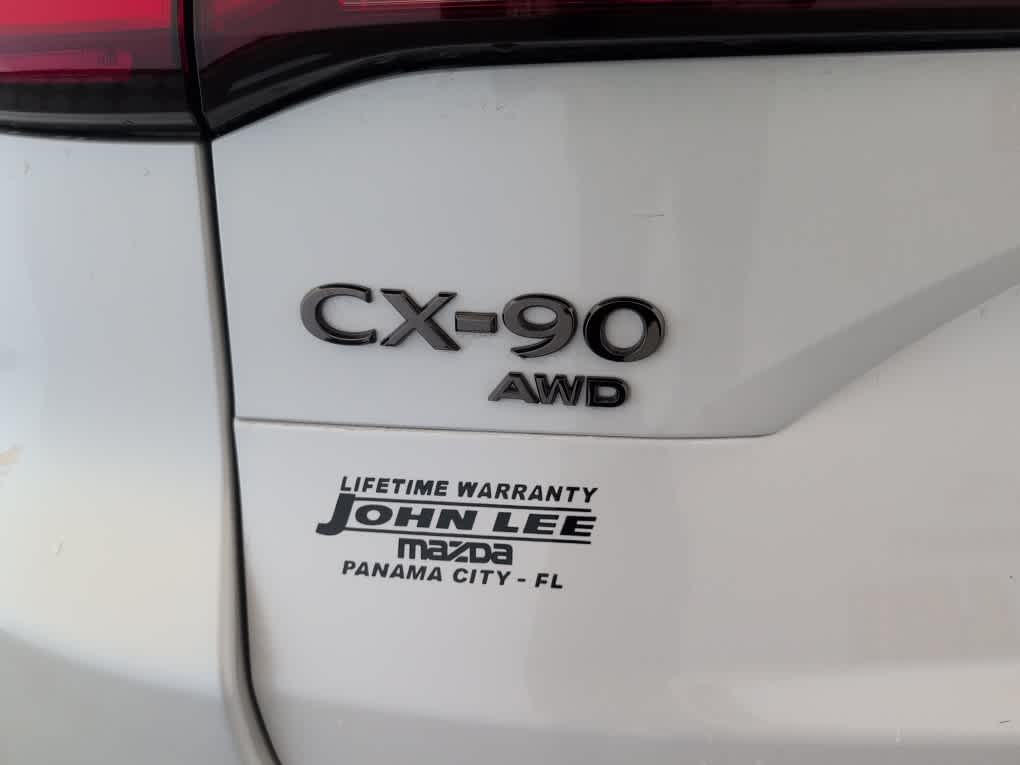 CX-90
AWD
LIFETIME WARRANTY
JOHN LEE
mazda
PANAMA CITY - FL